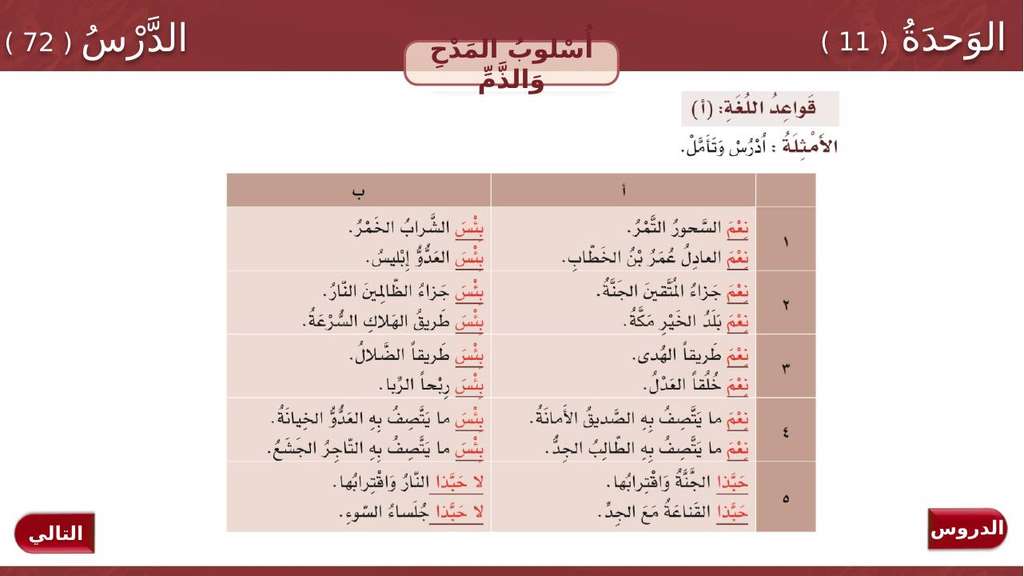 الوَحدَةُ ( 11 )
الدَّرْسُ ( 72 )
أُسْلوبُ المَدْحِ
وَالذَّمِّ
قَواعِدُ اللُغَةِ: (أ)
الأَمْثِلَةُ : اُدْرُسْ وَتَأَمَّلْ.
أ ب
١
نِعْمَ السَّحورُ التَّمْرُ. بِئْسَ الشَّرابُ الخَمْرُ.
نِعْمَ العادِلُ عُمَرُ بْنُ الخَطّابِ. بِئْسَ العَدُوُّ إِبْليسُ.
٢
نِعْمَ جَزاءُ المُتَّقينَ الجَنَّةُ. بِئْسَ جَزاءُ الظّالِمينَ النّارُ.
نِعْمَ بَلَدُ الخَيْرِ مَكَّةُ. بِئْسَ طَريقُ الهَلاكِ السُّرْعَةُ.
٣
نِعْمَ طَريقاً الهُدى. بِئْسَ طَريقاً الضَّلالُ.
نِعْمَ خُلُقاً العَدْلُ. بِئْسَ رِبْحاً الرِّبا.
٤
نِعْمَ ما يَتَّصِفُ بِهِ الصَّديقُ الأَمانَةُ. بِئْسَ ما يَتَّصِفُ بِهِ العَدُوُّ الخِيانَةُ.
نِعْمَ ما يَتَّصِفُ بِهِ الطّالِبُ الجِدُّ. بِئْسَ ما يَتَّصِفُ بِهِ التّاجِرُ الجَشَعُ.
٥
حَبَّذا الجَّنَّةُ وَاقْتِرابُها. لا حَبَّذا النّارُ وَاقْتِرابُها.
حَبَّذا القَناعَةُ مَعَ الجِدِّ. لا حَبَّذا جُلَساءُ السّوءِ.
الدروس
التالي